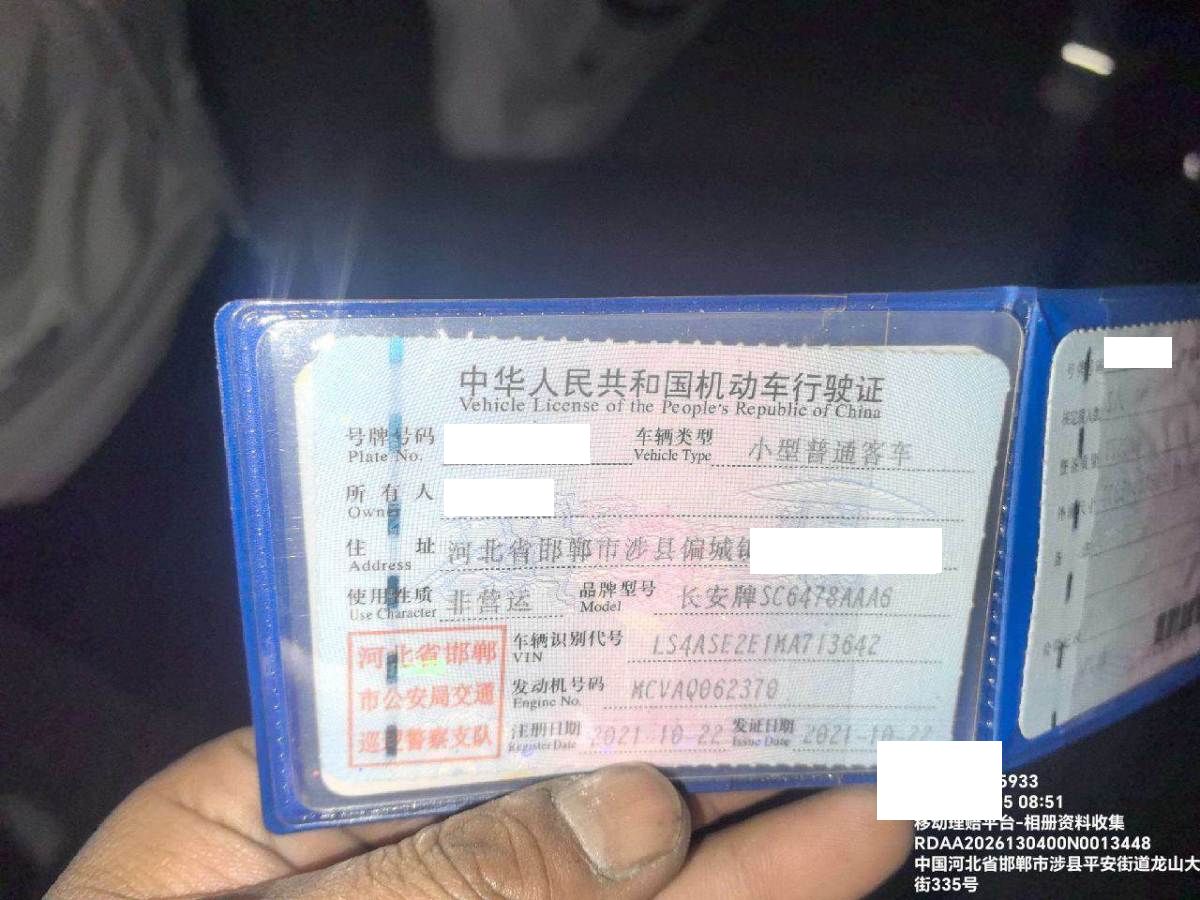 中华人民共和国机动车行驶证
Vehicle License of the People's Republic of China
号牌号码
Plate No.
车辆类型 小型普通客车
Vehicle Type
所有人
Owner
住址 河北省邯郸市涉县偏城镇
Address
使用性质 非营运
Use Character
品牌型号 长安牌SC6478AAA6
Model
河北省邯郸
市公安局交通
巡逻警察支队
车辆识别代号 LS4ASE2E1MA713642
VIN
发动机号码 MCVAQ062370
Engine No.
注册日期 2021-10-22
Register Date
发证日期 2021-10-22
Issue Date
5933
5 08:51
移动理赔平台-相册资料收集
RDAA2026130400N0013448
中国河北省邯郸市涉县平安街道龙山大
街335号